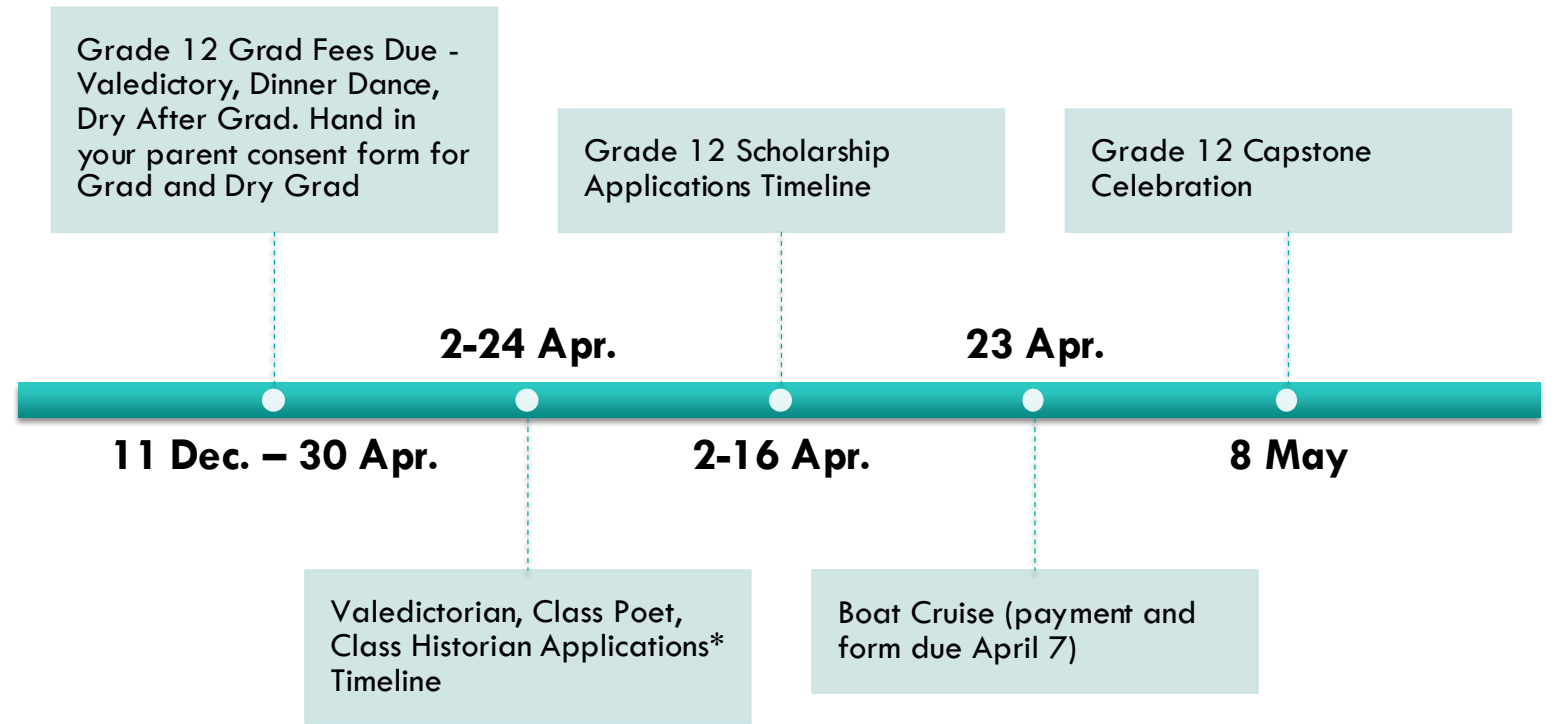 Grade 12 Grad Fees Due -
Valedictory, Dinner Dance,
Dry After Grad. Hand in
your parent consent form for
Grad and Dry Grad
Grade 12 Scholarship
Applications Timeline
Grade 12 Capstone
Celebration
2-24 Apr.
23 Apr.
11 Dec. – 30 Apr.
2-16 Apr.
8 May
Valedictorian, Class Poet,
Class Historian Applications*
Timeline
Boat Cruise (payment and
form due April 7)